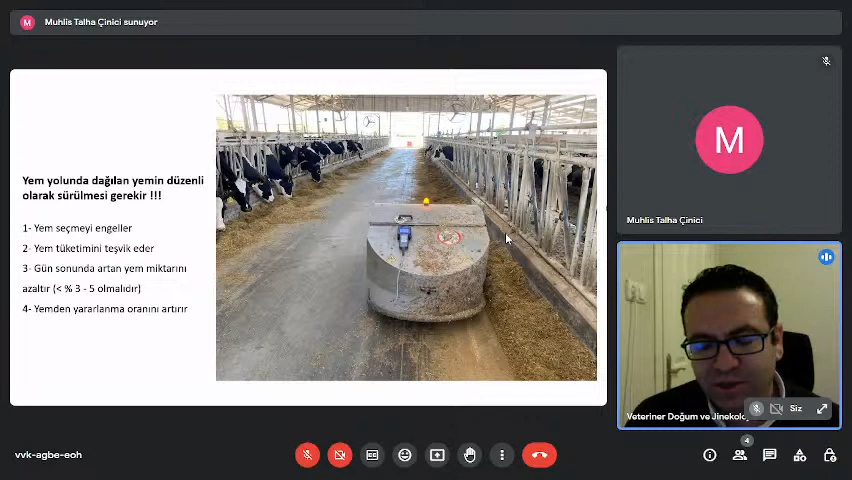 M
Muhlis Talha Çinici sunuyor
Yem yolunda dağılan yemin düzenli
olarak sürülmesi gerekir !!!
1- Yem seçmeyi engeller
2- Yem tüketimini teşvik eder
3- Gün sonunda artan yem miktarını
azaltır (< % 3 - 5 olmalıdır)
4- Yemden yararlanma oranını artırır
M
Muhlis Talha Çinici
Veteriner Doğum ve Jinekoloj
Siz
vvk-agbe-eoh
4